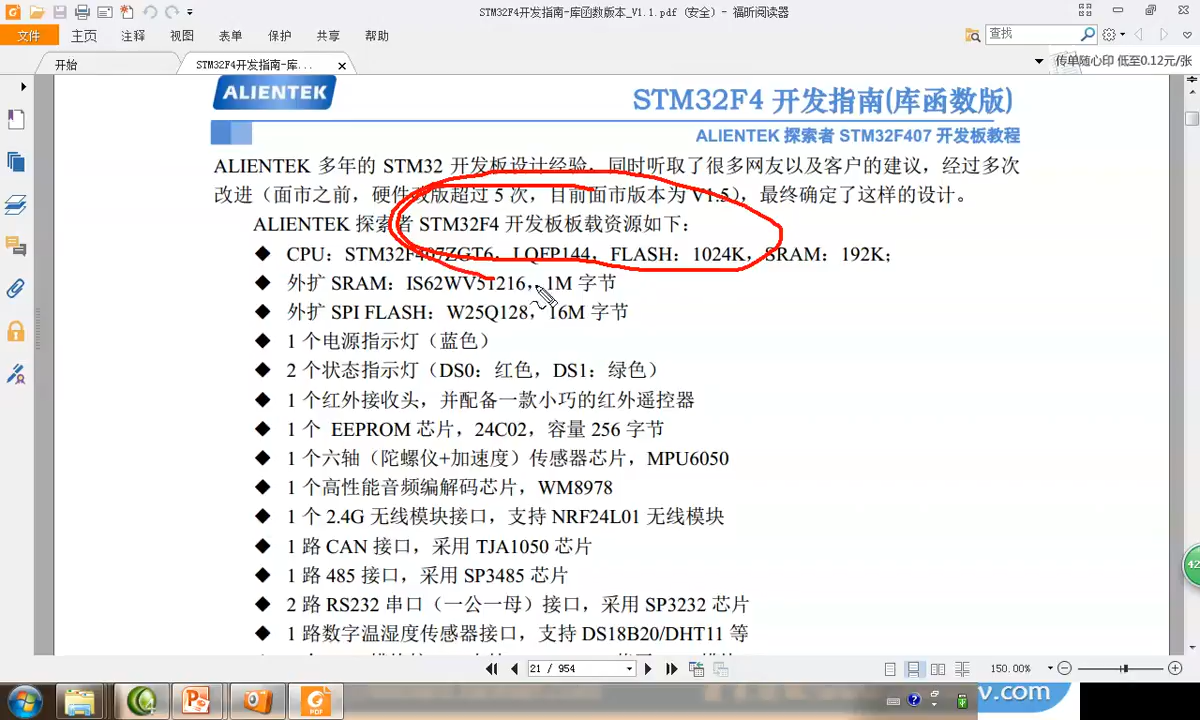 STM32F4开发指南-库函数版本_V1.1.pdf (安全) - 福昕阅读器
文件 主页 注释 视图 表单 保护 共享 帮助
查找
开始 STM32F4开发指南-库...
传单随心印 低至0.12元/张
ALIENTEK
STM32F4 开发指南(库函数版)
ALIENTEK 探索者 STM32F407 开发板教程
ALIENTEK 多年的 STM32 开发板设计经验，同时听取了很多网友以及客户的建议，经过多次
改进（面市之前，硬件改版超过 5 次，目前面市版本为 V1.5），最终确定了这样的设计。
ALIENTEK 探索者 STM32F4 开发板板载资源如下：
◆ CPU：STM32F407ZGT6，LQFP144，FLASH：1024K，SRAM：192K；
◆ 外扩 SRAM：IS62WV51216，1M 字节
◆ 外扩 SPI FLASH：W25Q128，16M 字节
◆ 1 个电源指示灯（蓝色）
◆ 2 个状态指示灯（DS0：红色，DS1：绿色）
◆ 1 个红外接收头，并配备一款小巧的红外遥控器
◆ 1 个 EEPROM 芯片，24C02，容量 256 字节
◆ 1 个六轴（陀螺仪+加速度）传感器芯片，MPU6050
◆ 1 个高性能音频编解码芯片，WM8978
◆ 1 个 2.4G 无线模块接口，支持 NRF24L01 无线模块
◆ 1 路 CAN 接口，采用 TJA1050 芯片
◆ 1 路 485 接口，采用 SP3485 芯片
◆ 2 路 RS232 串口（一公一母）接口，采用 SP3232 芯片
◆ 1 路数字温湿度传感器接口，支持 DS18B20/DHT11 等
42
21 / 954
150.00%
v.com